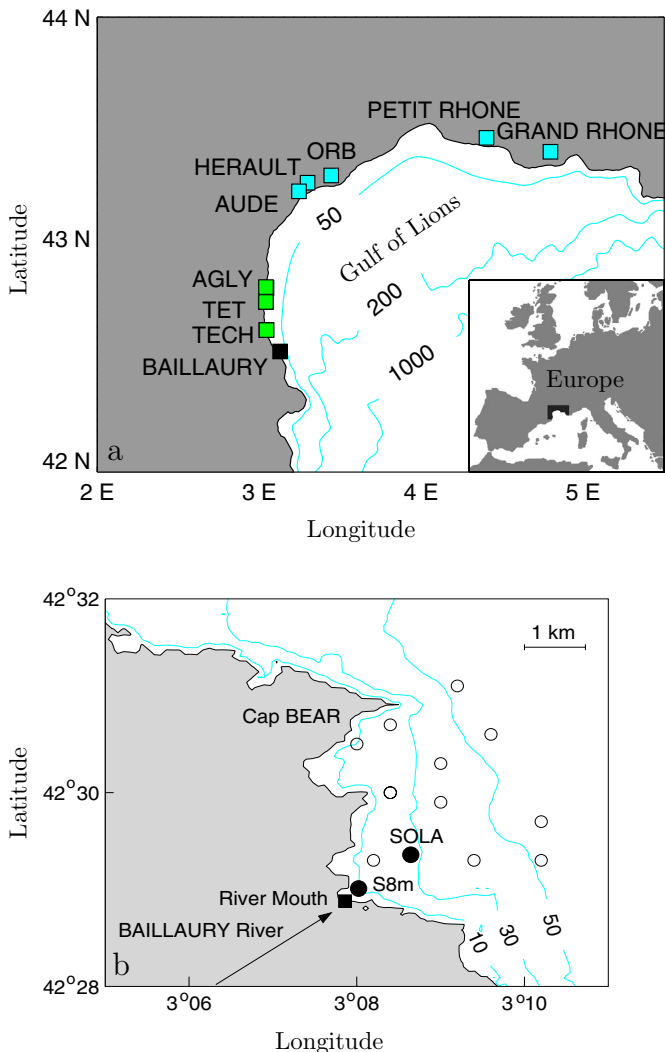 44 N
PETIT RHONE
GRAND RHONE
ORB
HERAULT
AUDE
50
Gulf of Lions
43 N
Latitude
AGLY
200
TET
TECH
1000
BAILLAURY
Europe
a
42 N
2 E
3 E
4 E
5 E
Longitude
42°32
1 km
Cap BEAR
42°30
Latitude
SOLA
S8m
River Mouth
BAILLAURY River
10
30
50
b
42°28
3°06
3°08
3°10
Longitude